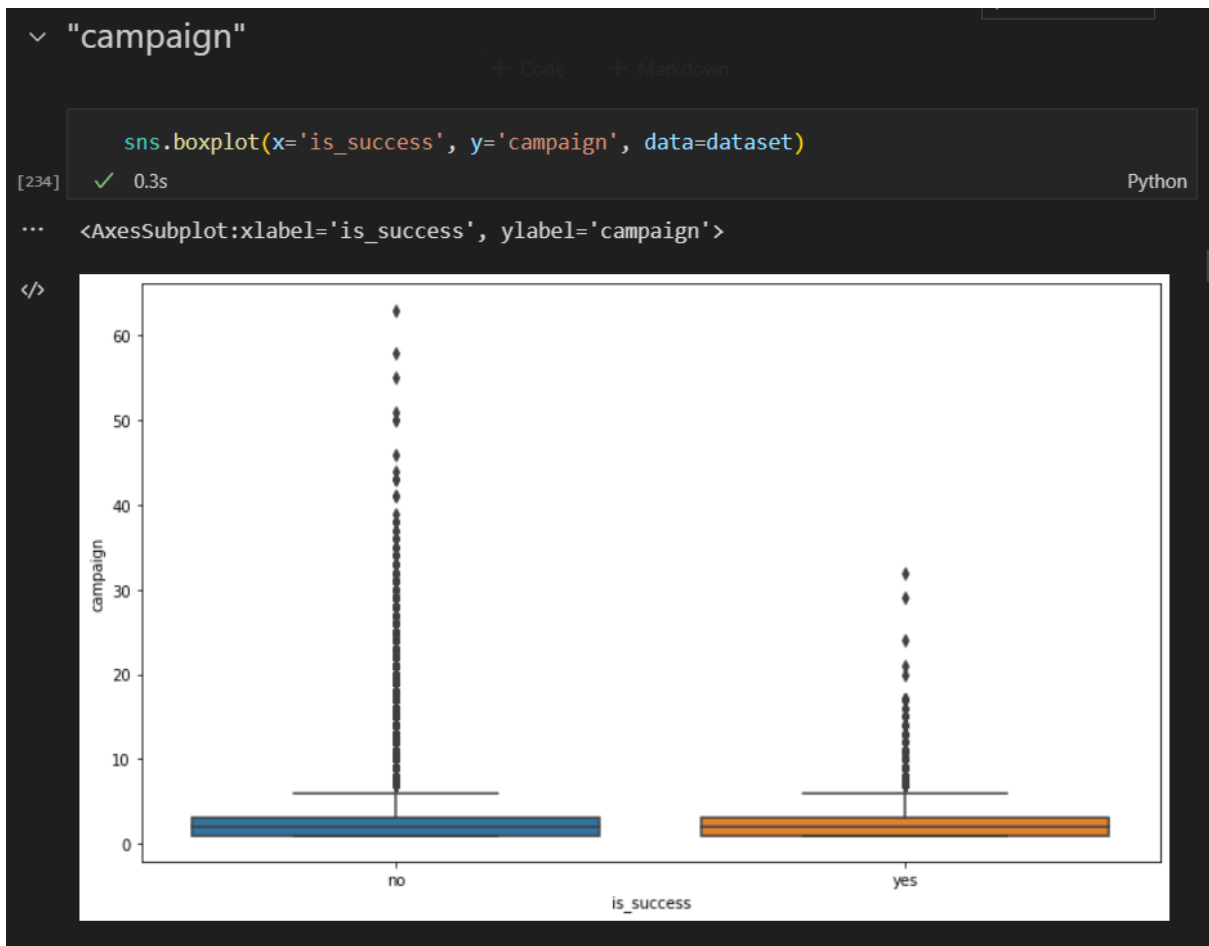 "campaign"
+ Code + Markdown
sns.boxplot(x='is_success', y='campaign', data=dataset)
[234] ✓ 0.3s Python
... <AxesSubplot:xlabel='is_success', ylabel='campaign'>
</>
60
50
40
30
20
10
0
campaign
no yes
is_success